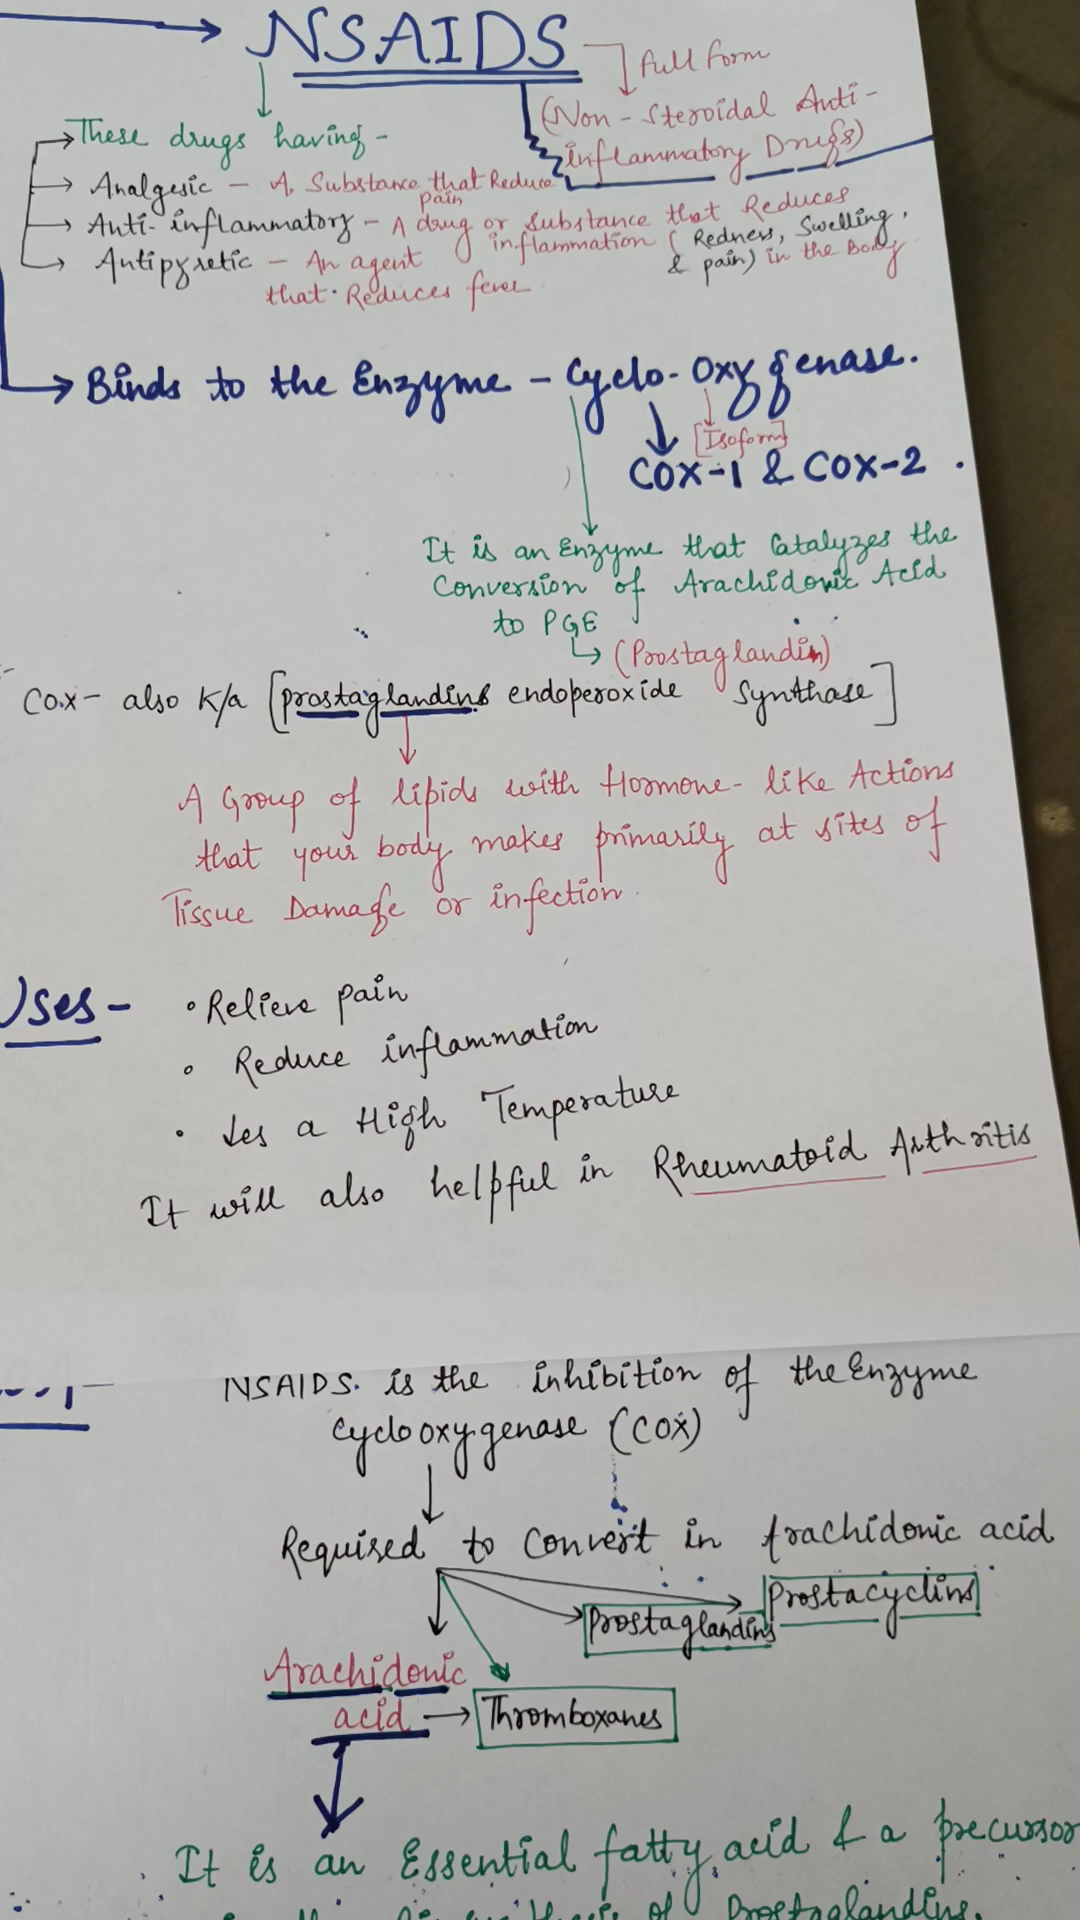 NSAIDS
Full form
(Non-Steroidal Anti-
inflammatory Drugs)
These drugs having-
Analgesic - A Substance that Reduce
pain
Anti-inflammatory - A drug or substance that Reduces
inflammation (Redness, Swelling,
& pain) in the Body
Antipyretic - An agent
that Reduces fever
Binds to the Enzyme - Cyclo-Oxygenase.
[Isoform]
COX-1 & COX-2.
It is an Enzyme that Catalyzes the
Conversion of Arachidonic Acid
to PGE
(Prostaglandin)
COX- also K/a [prostaglandins endoperoxide Synthase]
A Group of lipids with Hormone-like Actions
that your body makes primarily at sites of
Tissue Damage or infection.
Uses-
• Relieve pain
• Reduce inflammation
• ↓es a High Temperature
It will also helpful in Rheumatoid Arthritis
NSAIDS. is the inhibition of the Enzyme
Cyclooxygenase (COX)
Required to Convert in Arachidonic acid
Prostacyclins
Prostaglandins
Arachidonic
acid → Thromboxanes
It is an Essential fatty acid & a precursor
of Prostaglandins.